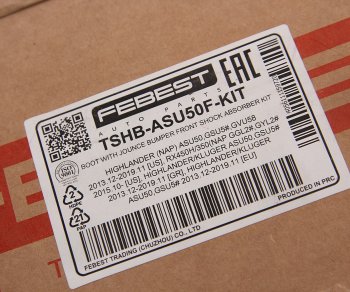 FEBEST
AUTO PARTS
EAC
TSHB-ASU50F-KIT
BOOT WITH JOUNCE BUMPER FRONT SHOCK ABSORBER KIT
HIGHLANDER (NAP) ASU50,GSU5# GVU58
2013.12-2019.11 [US], RX450H/350/NAP GGL2# GYL2#
2015.10- [US], HIGHLANDER/KLUGER ASU50,GSU5#
2013.12-2019.11 [GR], HIGHLANDER/KLUGER
ASU50,GSU5# 2013.12-2019.11 [EU]
PAP
FEBEST TRADING (CHUZHOU) CO., LTD
PRODUCED IN PRC